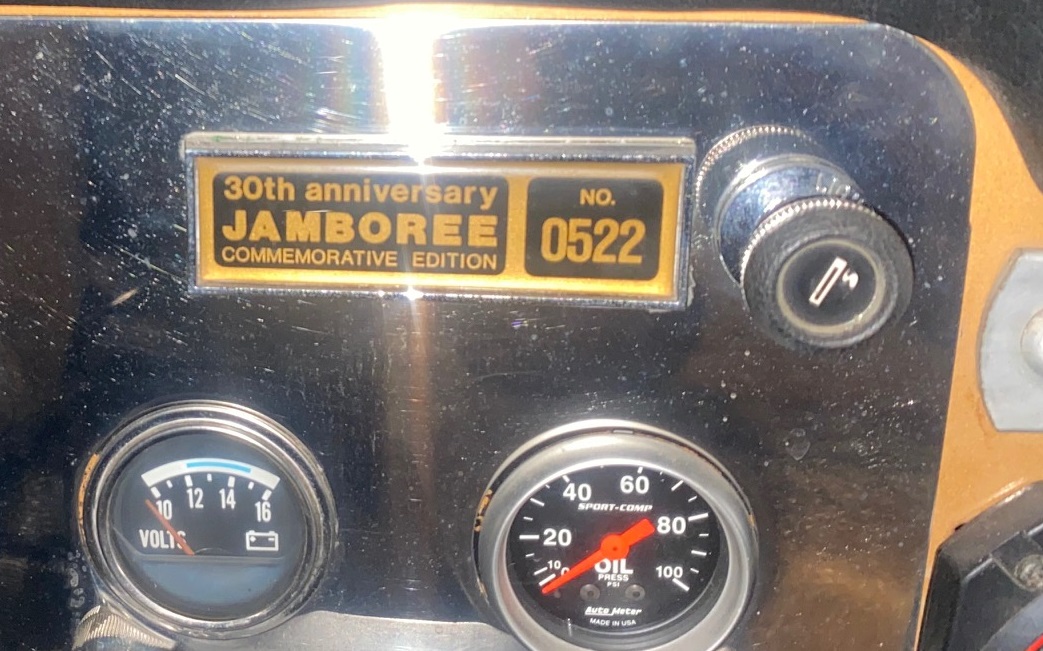 30th anniversary
JAMBOREE
COMMEMORATIVE EDITION
NO.
0522
10 12 14 16
VOLTS
0 10 20 40 60 80 100
SPORT-COMP
OIL
PRESS
PSI
Auto Meter
MADE IN USA